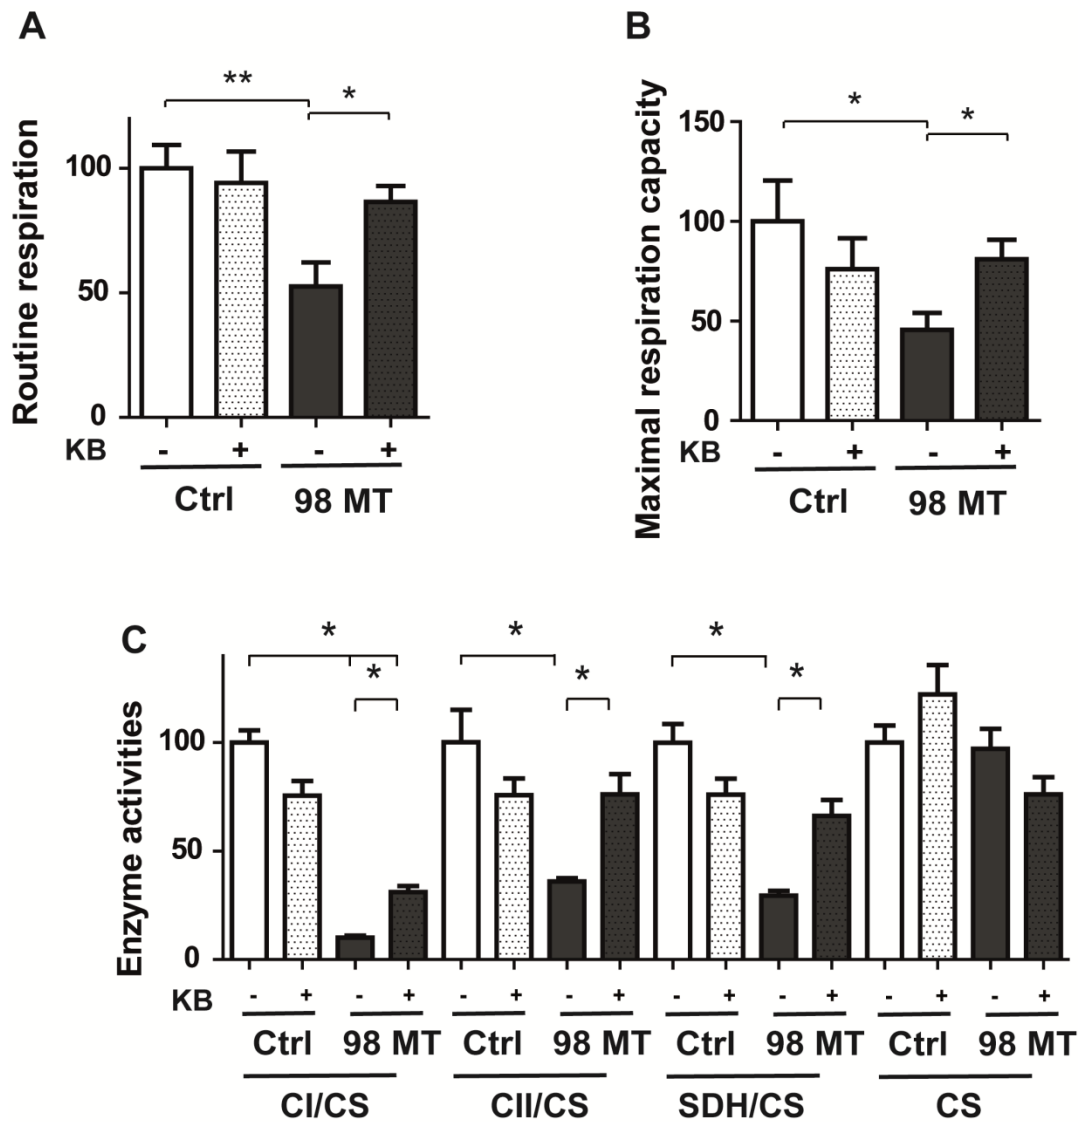 A
**
*
Routine respiration
100
50
0
KB - + - +
Ctrl 98 MT
B
*
*
Maximal respiration capacity
150
100
50
0
KB - + - +
Ctrl 98 MT
C
* * *
* * *
Enzyme activities
100
50
0
KB - + - + - + - + - + - + - + - +
Ctrl 98 MT Ctrl 98 MT Ctrl 98 MT Ctrl 98 MT
CI/CS CII/CS SDH/CS CS